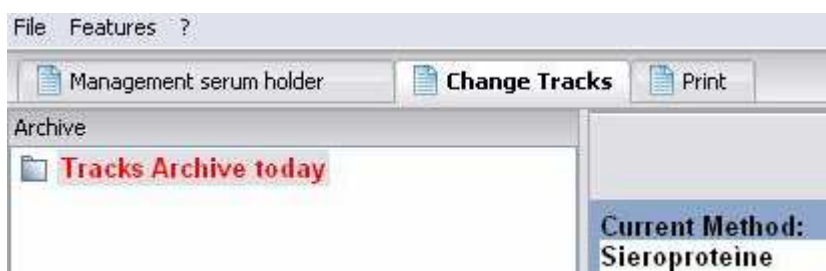 File Features ?
Management serum holder Change Tracks Print
Archive
Tracks Archive today
Current Method:
Sieroproteine